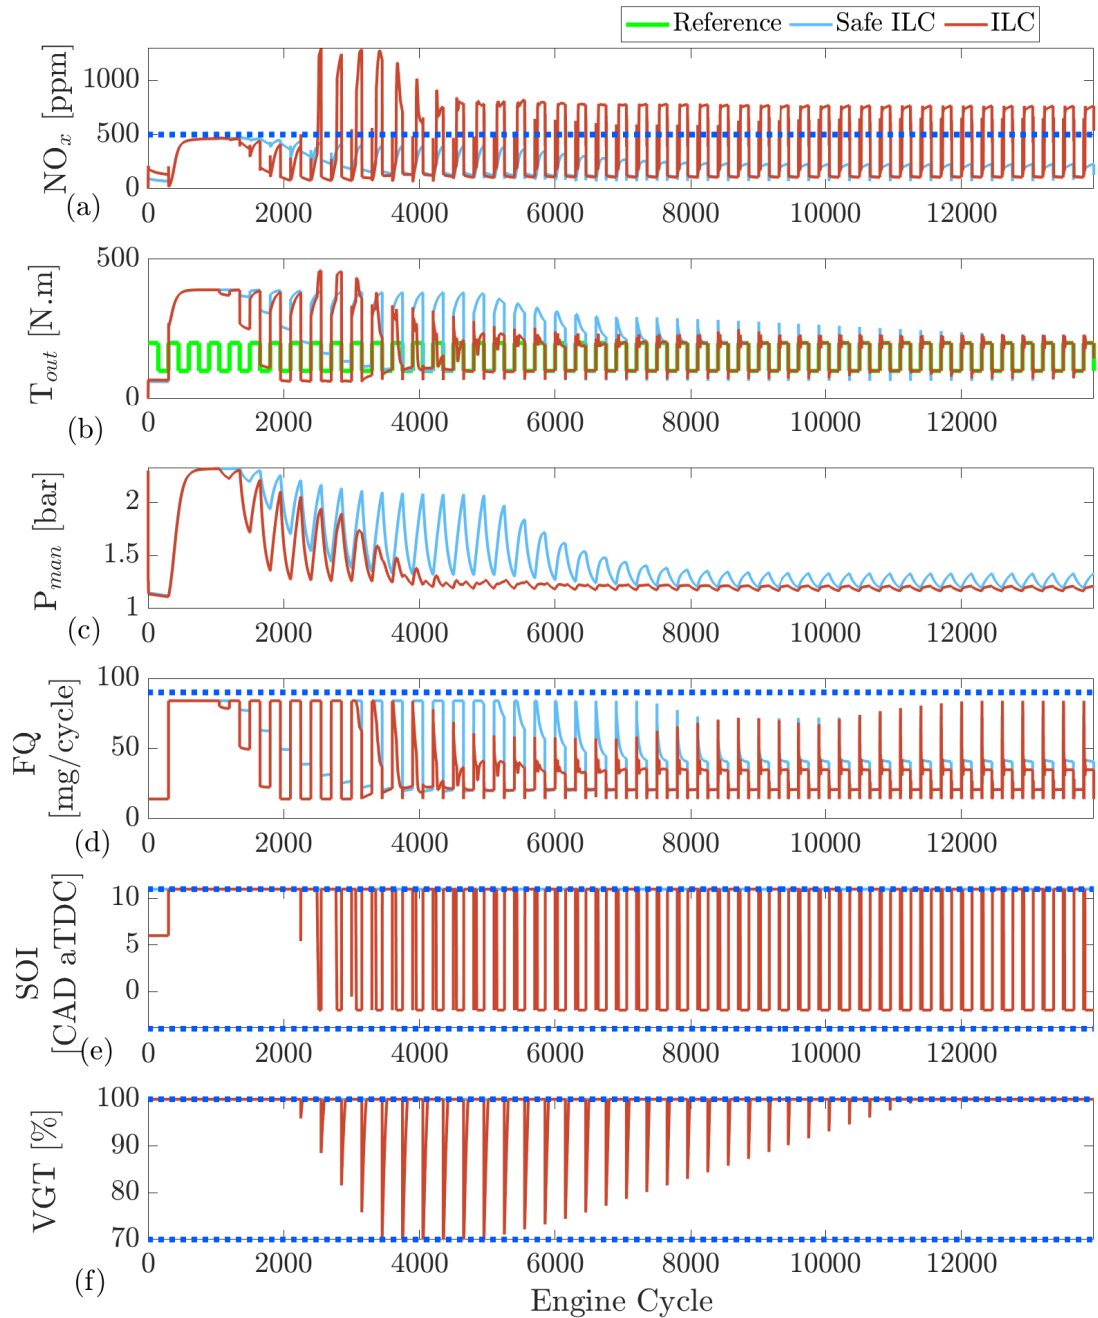 Reference Safe ILC ILC
NOx [ppm]
1000
500
0
(a)
0 2000 4000 6000 8000 10000 12000
Tout [N.m]
500
0
(b)
0 2000 4000 6000 8000 10000 12000
Pman [bar]
2
1.5
1
(c)
0 2000 4000 6000 8000 10000 12000
FQ
[mg/cycle]
100
50
0
(d)
0 2000 4000 6000 8000 10000 12000
SOI
[CAD aTDC]
10
5
0
(e)
0 2000 4000 6000 8000 10000 12000
VGT [%]
100
90
80
70
(f)
0 2000 4000 6000 8000 10000 12000
Engine Cycle